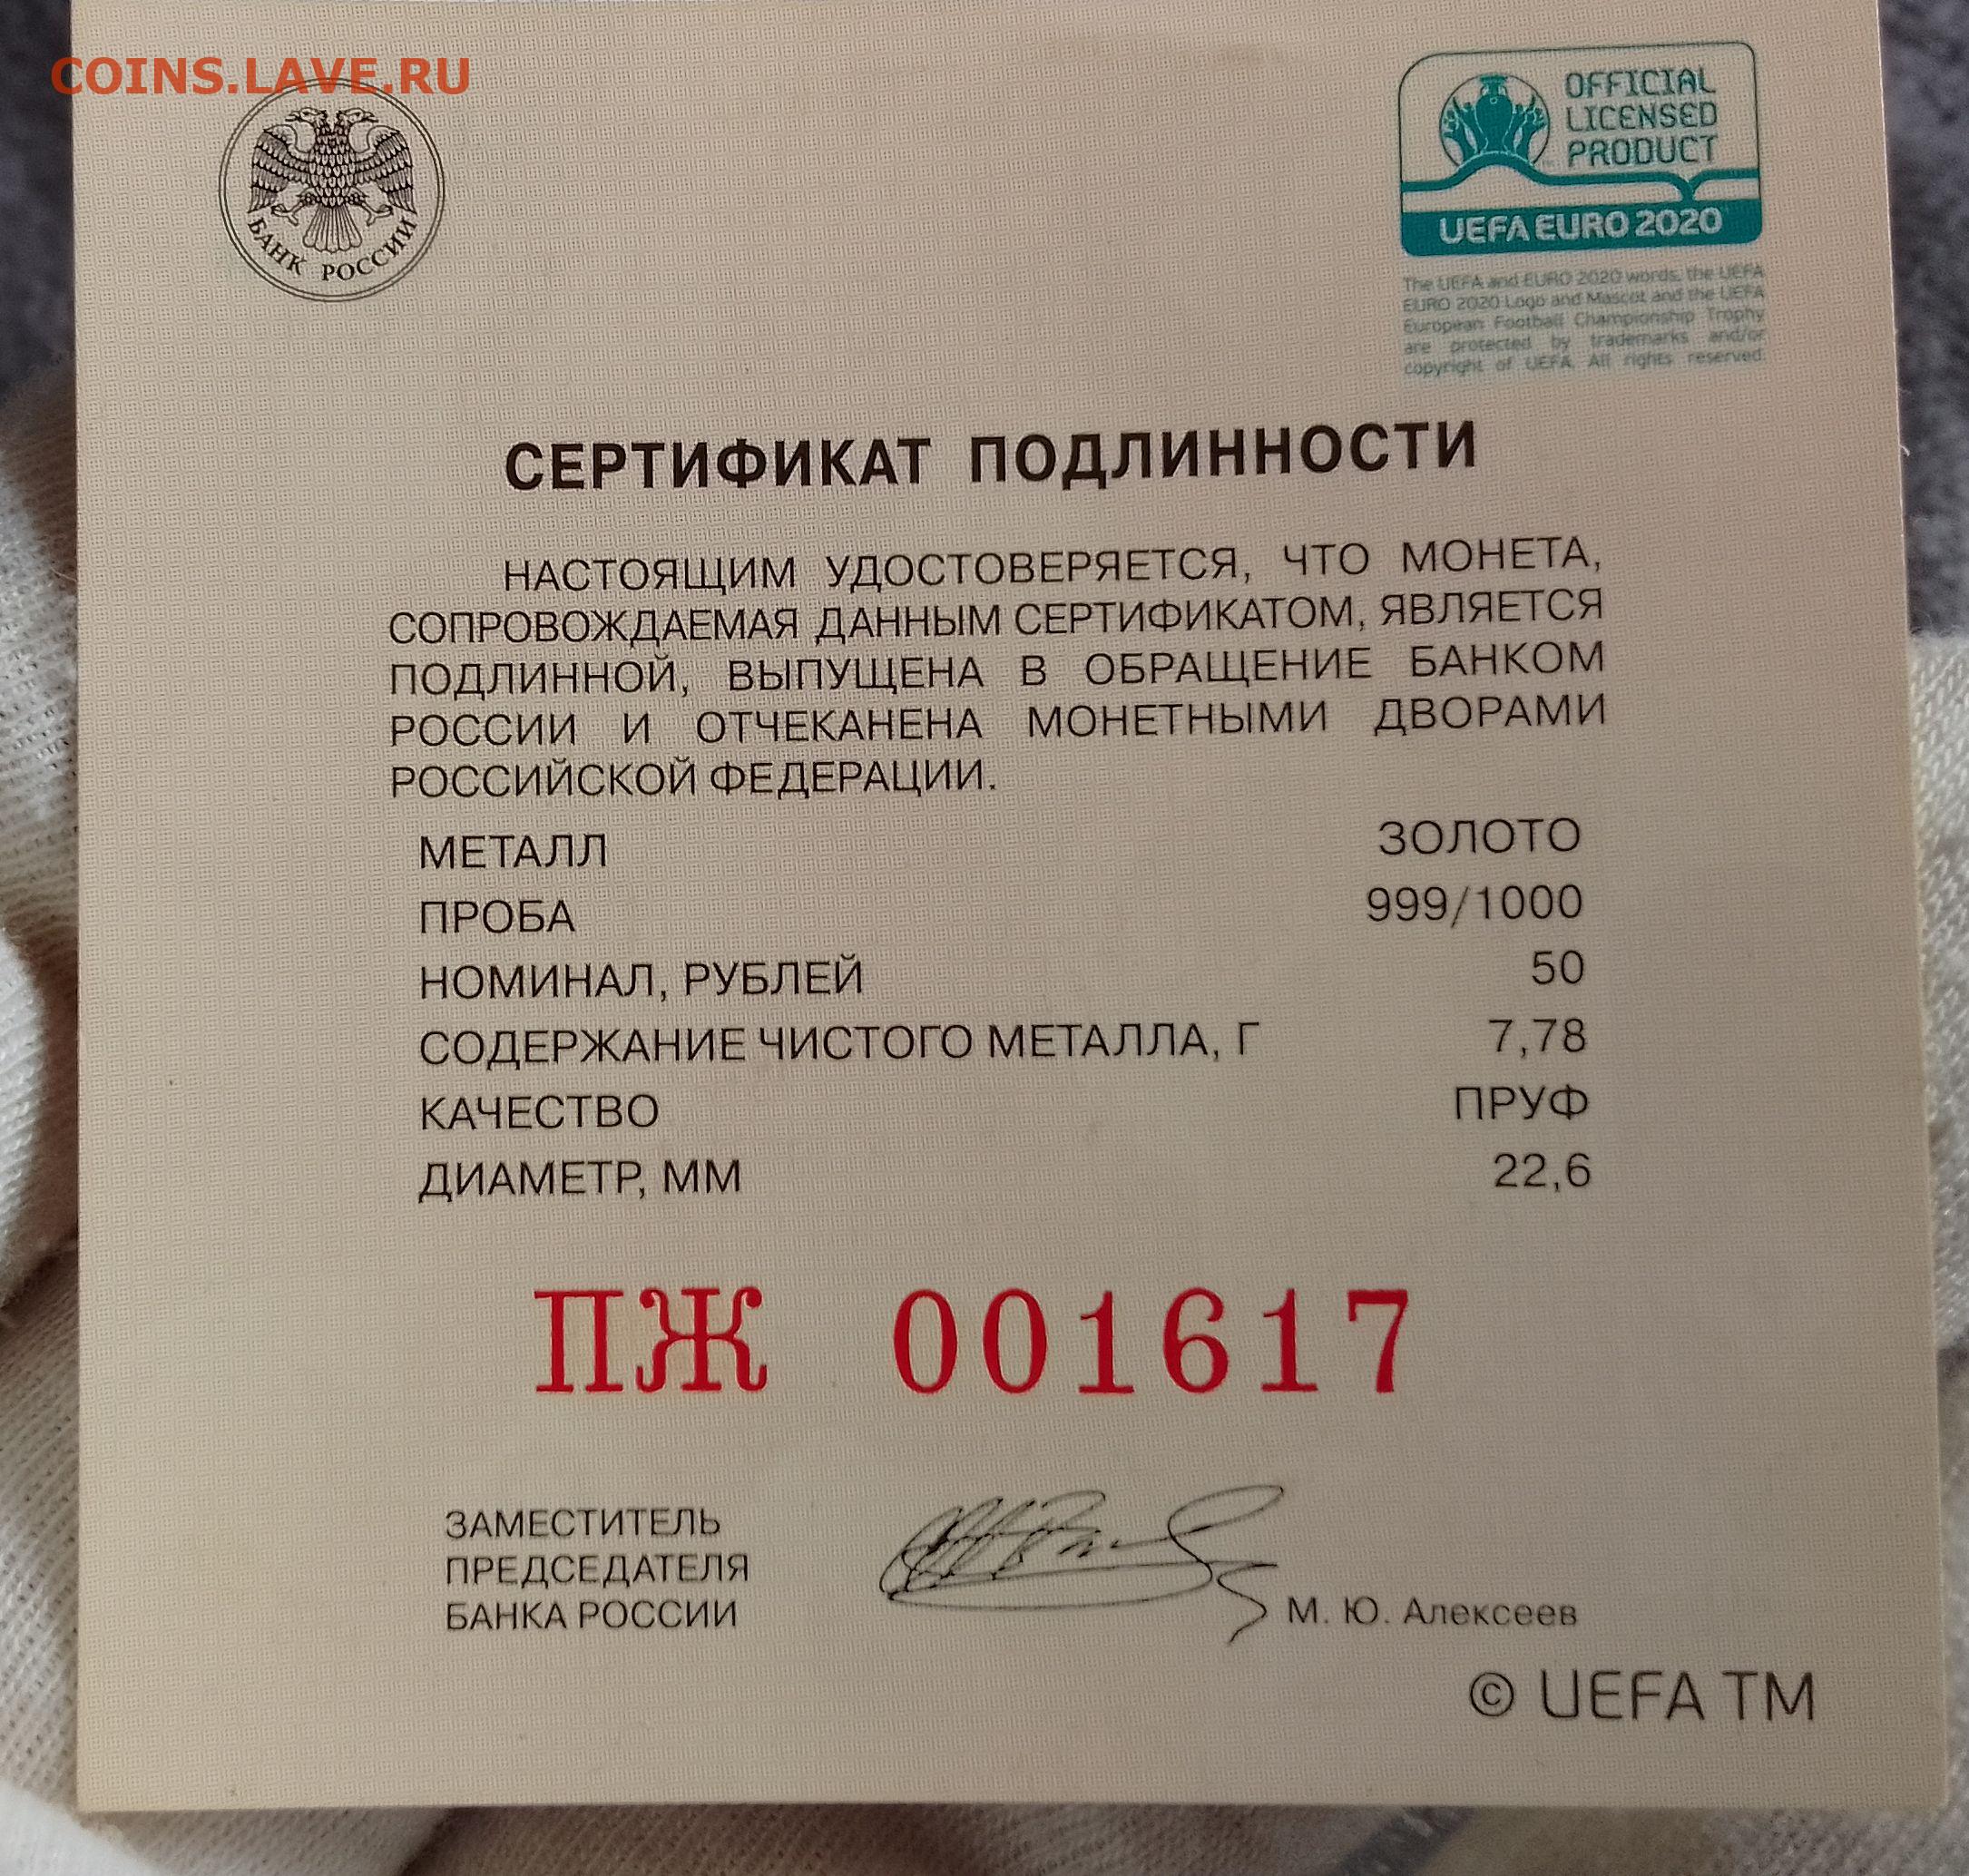 COINS.LAVE.RU
БАНК РОССИИ
OFFICIAL
LICENSED
PRODUCT
UEFA EURO 2020
The UEFA and EURO 2020 words, the UEFA
EURO 2020 Logo and Mascot and the UEFA
European Football Championship Trophy
are protected by trademarks and/or
copyright of UEFA. All rights reserved.
СЕРТИФИКАТ ПОДЛИННОСТИ
НАСТОЯЩИМ УДОСТОВЕРЯЕТСЯ, ЧТО МОНЕТА,
СОПРОВОЖДАЕМАЯ ДАННЫМ СЕРТИФИКАТОМ, ЯВЛЯЕТСЯ
ПОДЛИННОЙ, ВЫПУЩЕНА В ОБРАЩЕНИЕ БАНКОМ
РОССИИ И ОТЧЕКАНЕНА МОНЕТНЫМИ ДВОРАМИ
РОССИЙСКОЙ ФЕДЕРАЦИИ.
МЕТАЛЛ ЗОЛОТО
ПРОБА 999/1000
НОМИНАЛ, РУБЛЕЙ 50
СОДЕРЖАНИЕ ЧИСТОГО МЕТАЛЛА, Г 7,78
КАЧЕСТВО ПРУФ
ДИАМЕТР, ММ 22,6
ПЖ 001617
ЗАМЕСТИТЕЛЬ
ПРЕДСЕДАТЕЛЯ
БАНКА РОССИИ М. Ю. Алексеев
© UEFA TM